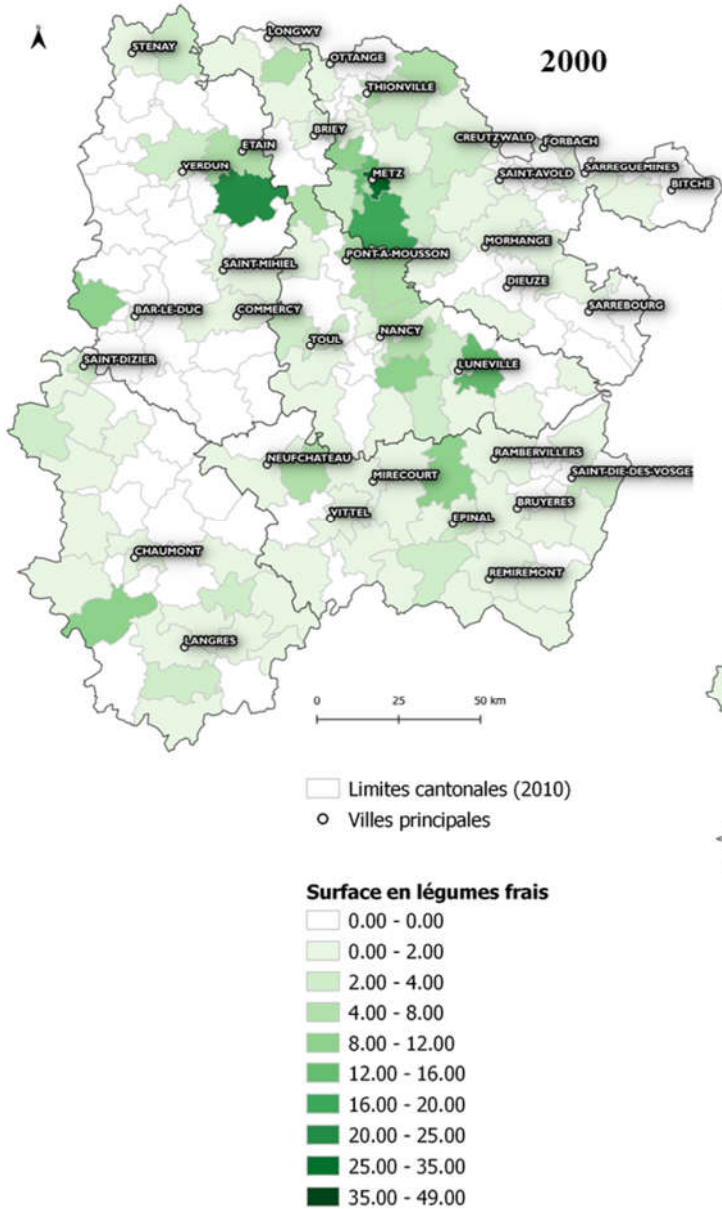 LONGWY
STENAY
OTTANGE
2000
THIONVILLE
BRIEY
CREUTZWALD
FORBACH
ETAIN
VERDUN
METZ
SAINT-AVOLD
SARREGUEMINES
BITCHE
MORHANGE
PONT-A-MOUSSON
SAINT-MIHIEL
DIEUZE
BAR-LE-DUC
COMMERCY
SARREBOURG
NANCY
TOUL
SAINT-DIZIER
LUNEVILLE
NEUFCHATEAU
RAMBERVILLERS
MIRECOURT
SAINT-DIE-DES-VOSGES
BRUYERES
VITTEL
EPINAL
CHAUMONT
REMIREMONT
LANGRES
0 25 50 km
Limites cantonales (2010)
Villes principales
Surface en légumes frais
0.00 - 0.00
0.00 - 2.00
2.00 - 4.00
4.00 - 8.00
8.00 - 12.00
12.00 - 16.00
16.00 - 20.00
20.00 - 25.00
25.00 - 35.00
35.00 - 49.00